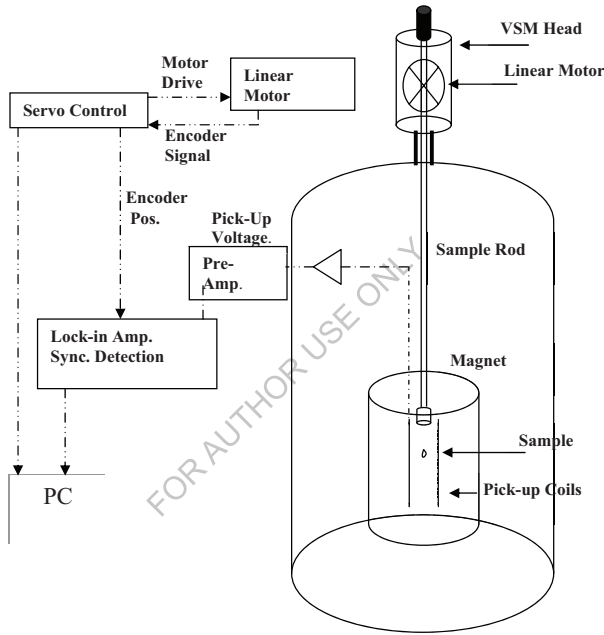 VSM Head
Motor
Drive
Linear
Motor
Linear Motor
Servo Control
Encoder
Signal
Encoder
Pos.
Pick-Up
Voltage.
Pre-
Amp.
Sample Rod
Lock-in Amp.
Sync. Detection
Magnet
Sample
Pick-up Coils
PC
FOR AUTHOR USE ONLY